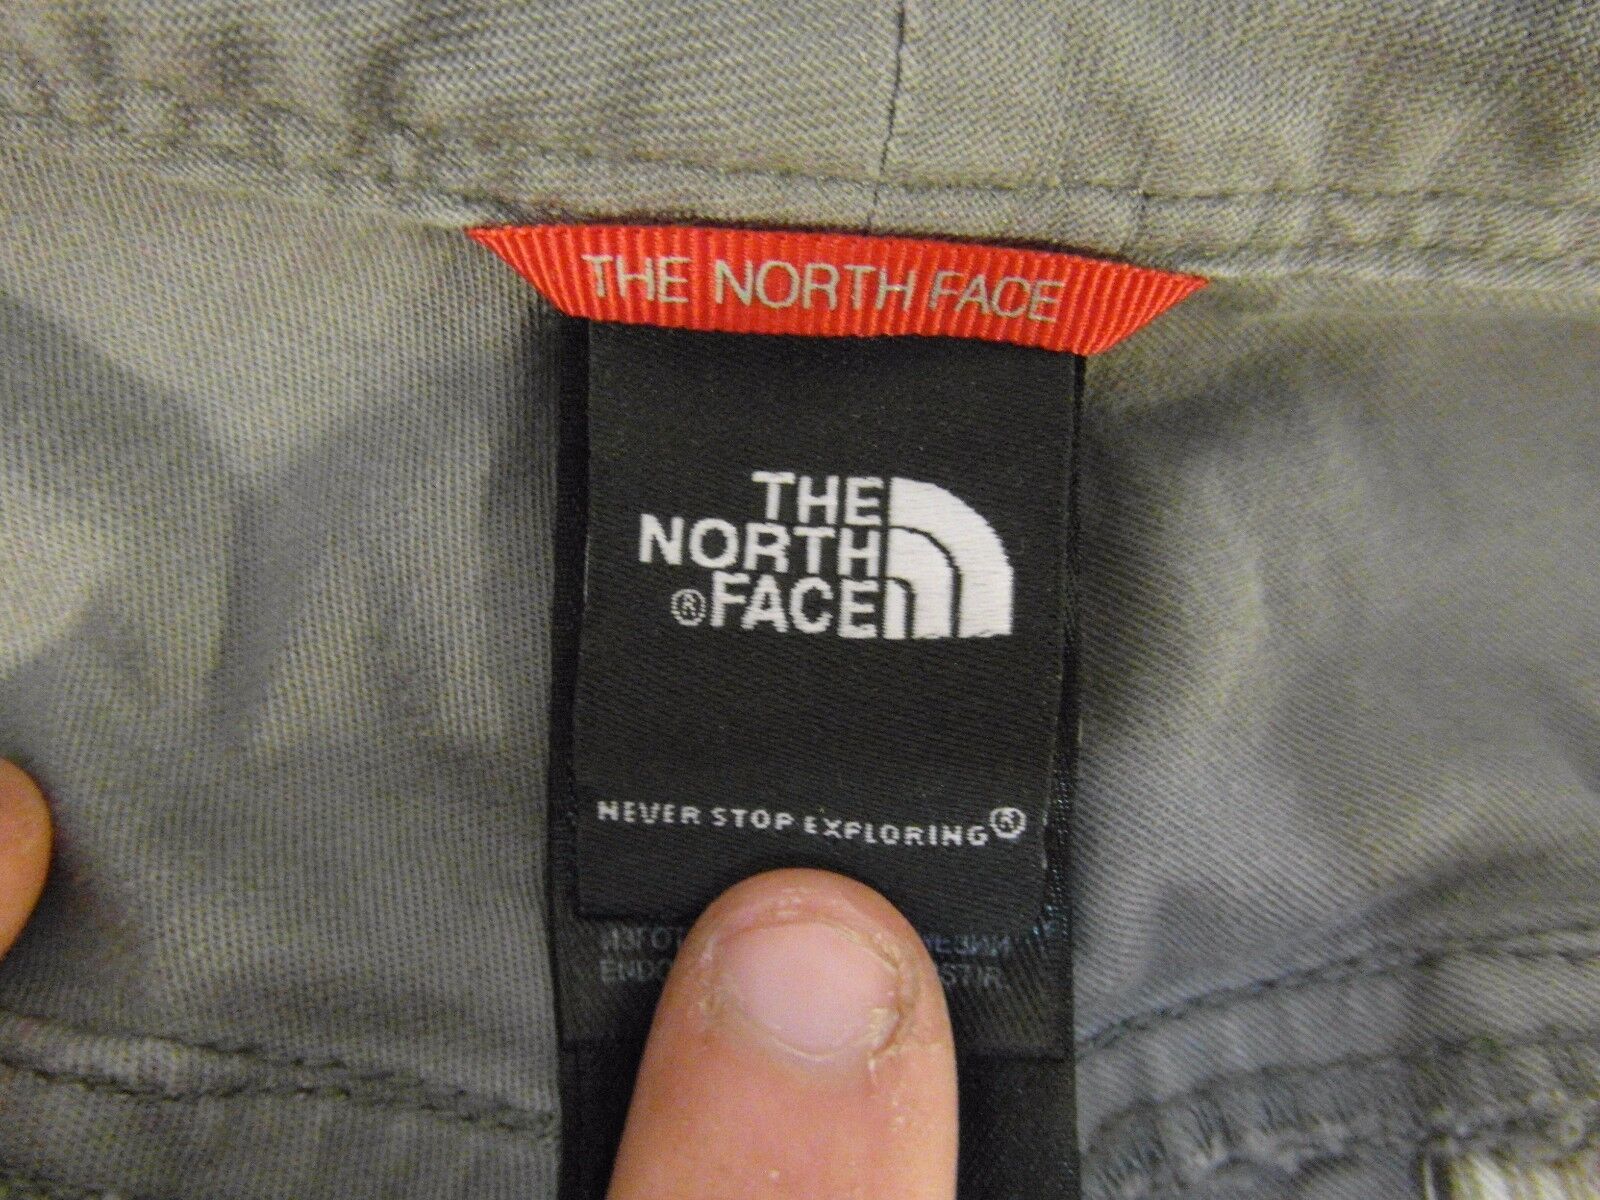 THE NORTH FACE
THE
NORTH
®FACE
NEVER STOP EXPLORING®